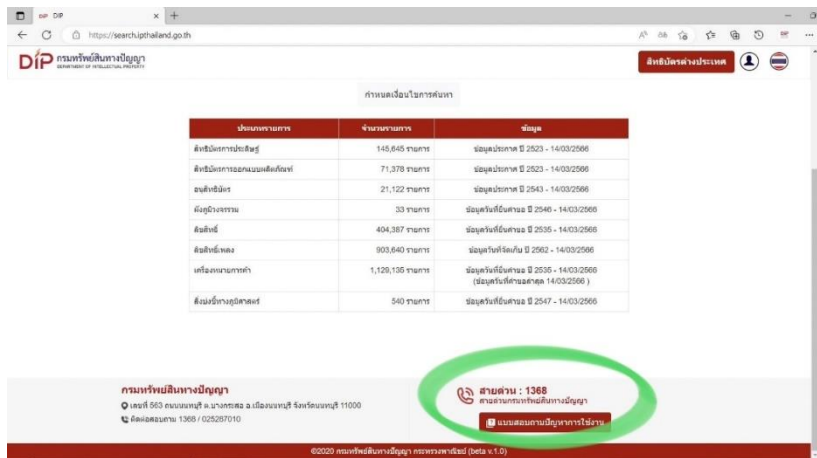 DIP
https://search.ipthailand.go.th
DIP กรมทรัพย์สินทางปัญญา
DEPARTMENT OF INTELLECTUAL PROPERTY
สิทธิบัตรต่างประเทศ
กำหนดเงื่อนไขการค้นหา
ประเภทรายการ จำนวนรายการ ข้อมูล
สิทธิบัตรการประดิษฐ์ 145,645 รายการ ข้อมูลประกาศ ปี 2523 - 14/03/2566
สิทธิบัตรการออกแบบผลิตภัณฑ์ 71,378 รายการ ข้อมูลประกาศ ปี 2523 - 14/03/2566
อนุสิทธิบัตร 21,122 รายการ ข้อมูลประกาศ ปี 2543 - 14/03/2566
ผังภูมิวงจรรวม 33 รายการ ข้อมูลวันที่ยื่นคำขอ ปี 2546 - 14/03/2566
ลิขสิทธิ์ 404,387 รายการ ข้อมูลวันที่ยื่นคำขอ ปี 2535 - 14/03/2566
ลิขสิทธิ์เพลง 903,640 รายการ ข้อมูลวันที่จัดเก็บ ปี 2562 - 14/03/2566
เครื่องหมายการค้า 1,129,135 รายการ ข้อมูลวันที่ยื่นคำขอ ปี 2535 - 14/03/2566
(ข้อมูลวันที่คำขอล่าสุด 14/03/2566 )
สิ่งบ่งชี้ทางภูมิศาสตร์ 540 รายการ ข้อมูลวันที่ยื่นคำขอ ปี 2547 - 14/03/2566
กรมทรัพย์สินทางปัญญา
เลขที่ 563 ถนนนนทบุรี ต.บางกระสอ อ.เมืองนนทบุรี จังหวัดนนทบุรี 11000
ติดต่อสอบถาม 1368 / 025287010
สายด่วน : 1368
สายด่วนกรมทรัพย์สินทางปัญญา
แบบสอบถามปัญหาการใช้งาน
©2020 กรมทรัพย์สินทางปัญญา กระทรวงพาณิชย์ (beta v.1.0)